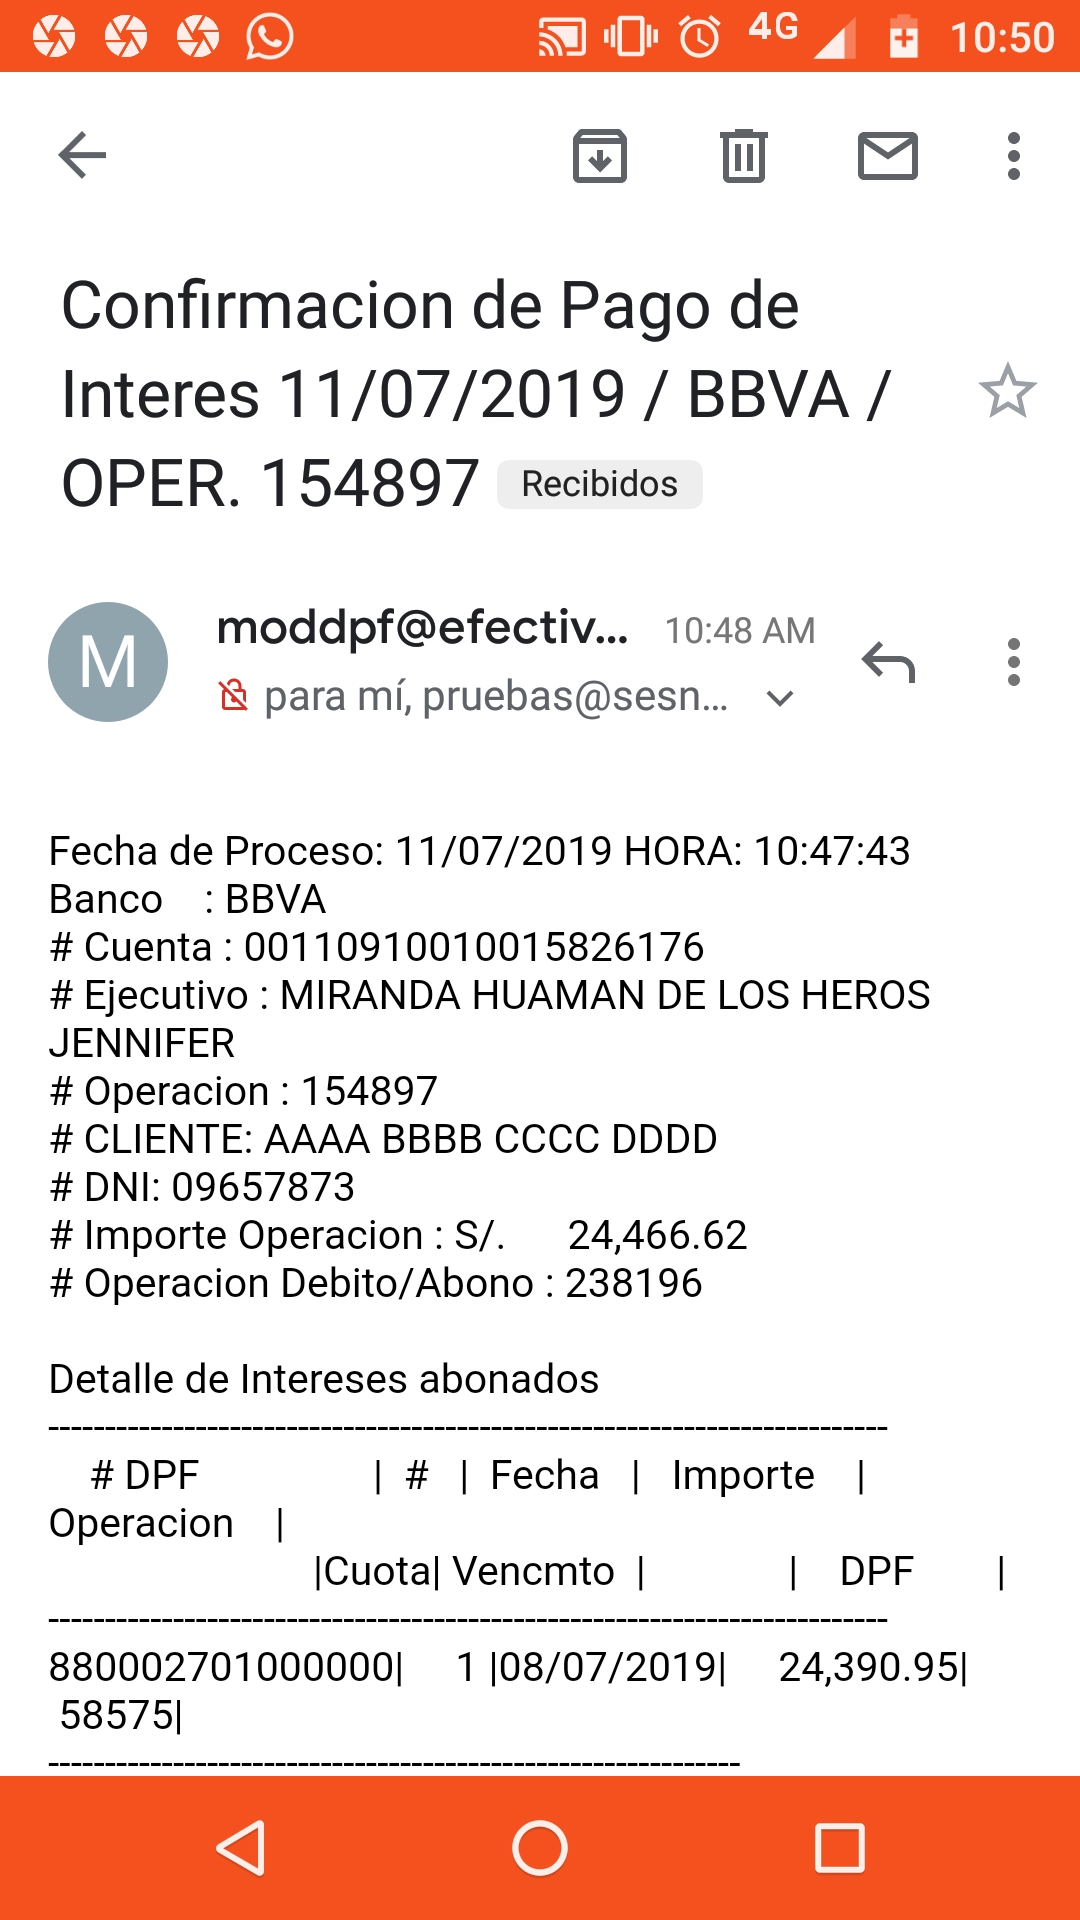 4G 10:50
Confirmacion de Pago de
Interes 11/07/2019 / BBVA /
OPER. 154897 Recibidos
M
moddpf@efectiv... 10:48 AM
para mí, pruebas@sesn...
Fecha de Proceso: 11/07/2019 HORA: 10:47:43
Banco : BBVA
# Cuenta : 00110910010015826176
# Ejecutivo : MIRANDA HUAMAN DE LOS HEROS
JENNIFER
# Operacion : 154897
# CLIENTE: AAAA BBBB CCCC DDDD
# DNI: 09657873
# Importe Operacion : S/. 24,466.62
# Operacion Debito/Abono : 238196
Detalle de Intereses abonados
---------------------------------------------------------------------------
# DPF | # | Fecha | Importe |
Operacion |
|Cuota| Vencmto | | DPF |
---------------------------------------------------------------------------
880002701000000| 1 |08/07/2019| 24,390.95|
58575|
--------------------------------------------------------------